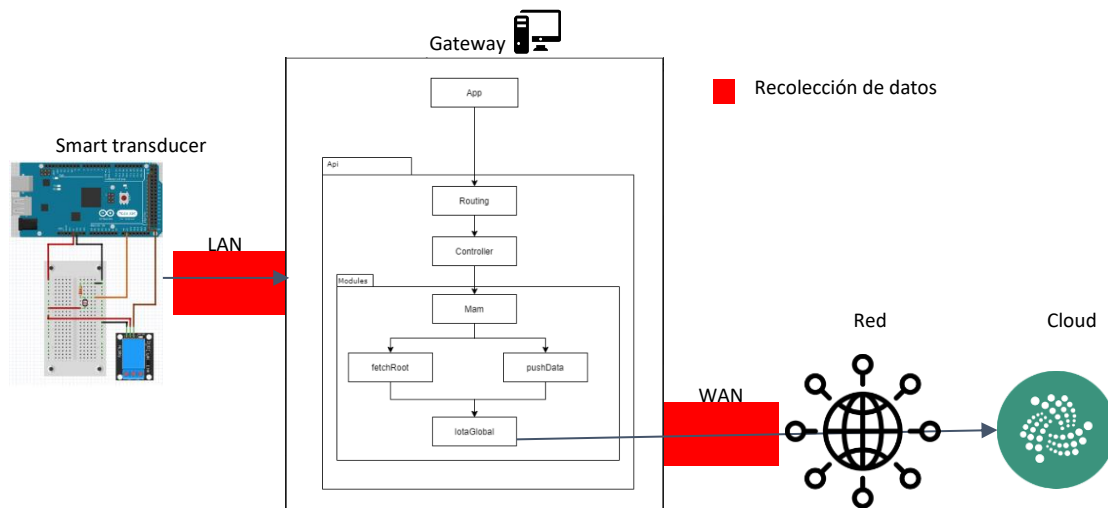 Gateway
App
Recolección de datos
Smart transducer
Api
Routing
LAN
Controller
Modules
Mam
Red
Cloud
fetchRoot
pushData
WAN
IotaGlobal